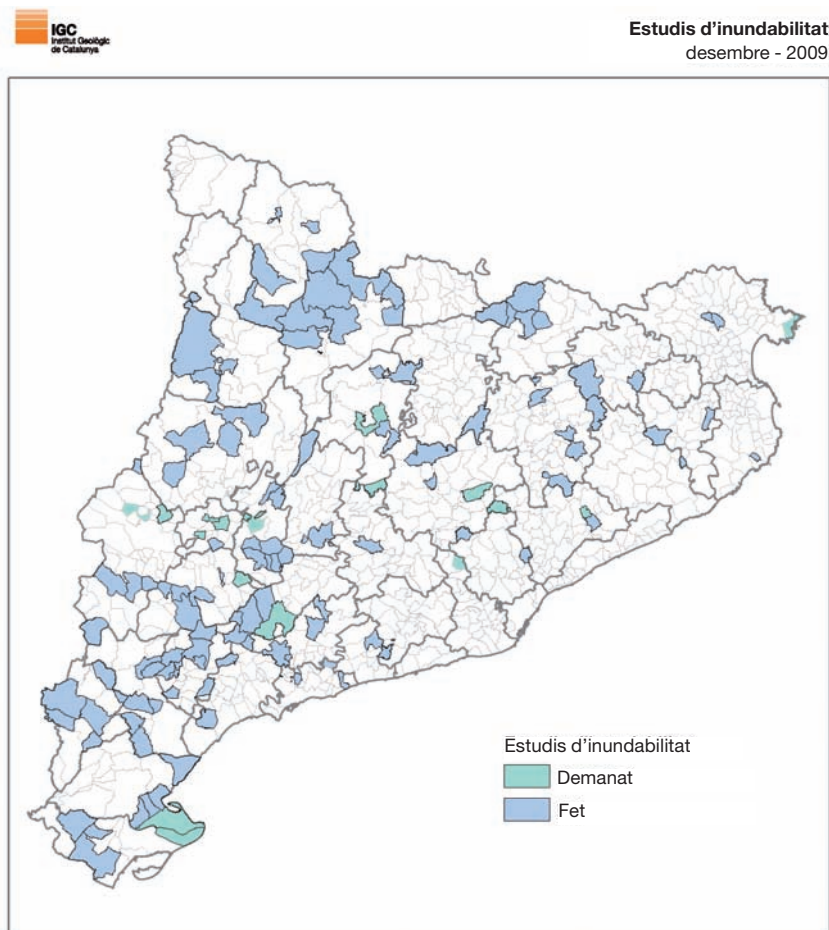 IGC
Institut Geològic
de Catalunya
Estudis d’inundabilitat
desembre - 2009
Estudis d’inundabilitat
Demanat
Fet